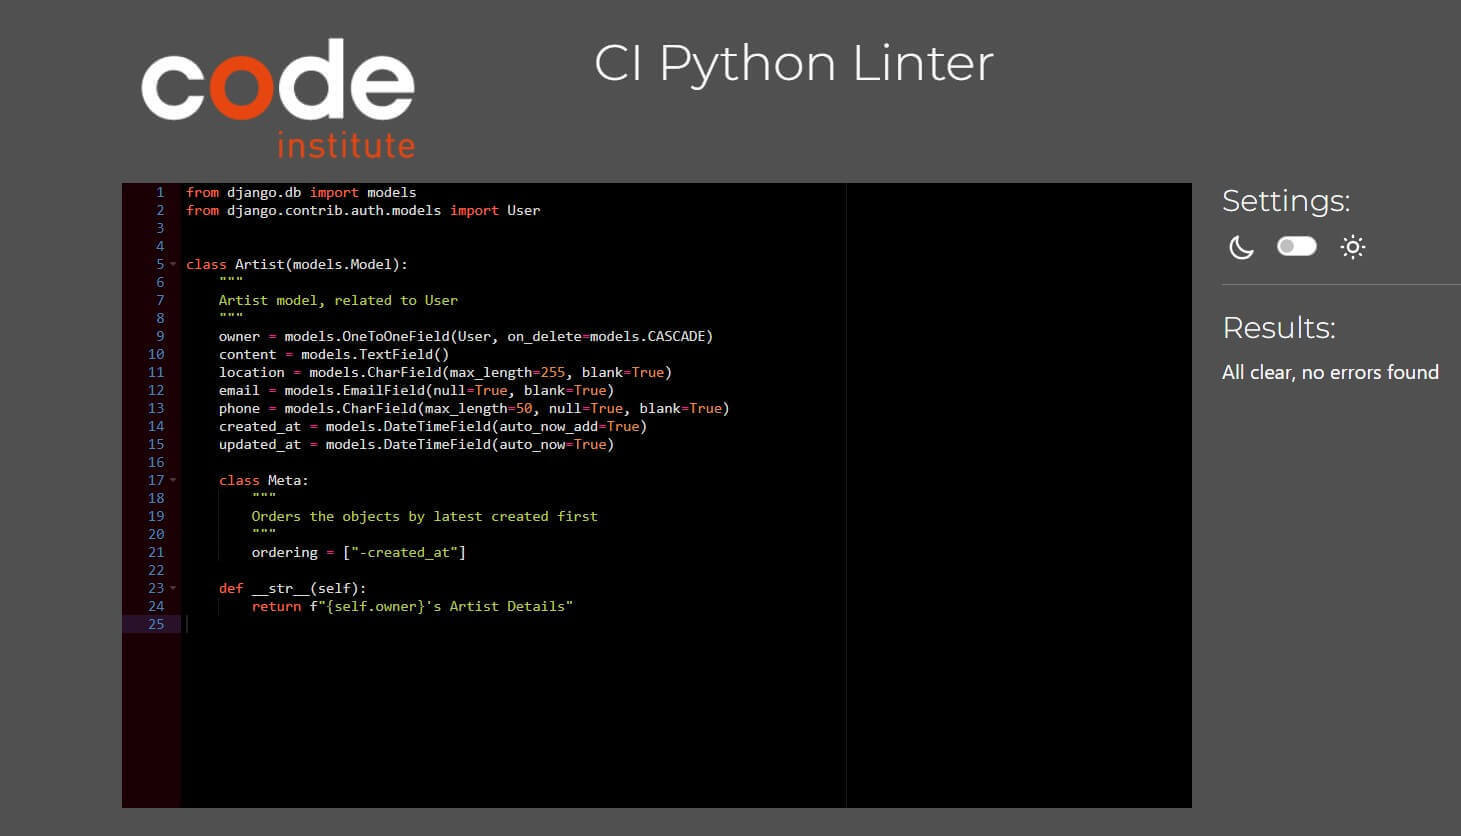 code
institute
CI Python Linter
1 from django.db import models
2 from django.contrib.auth.models import User
3
4
5 class Artist(models.Model):
6     """
7     Artist model, related to User
8     """
9     owner = models.OneToOneField(User, on_delete=models.CASCADE)
10     content = models.TextField()
11     location = models.CharField(max_length=255, blank=True)
12     email = models.EmailField(null=True, blank=True)
13     phone = models.CharField(max_length=50, null=True, blank=True)
14     created_at = models.DateTimeField(auto_now_add=True)
15     updated_at = models.DateTimeField(auto_now=True)
16
17     class Meta:
18         """
19         Orders the objects by latest created first
20         """
21         ordering = ["-created_at"]
22
23     def __str__(self):
24         return f"{self.owner}'s Artist Details"
25
Settings:
Results:
All clear, no errors found